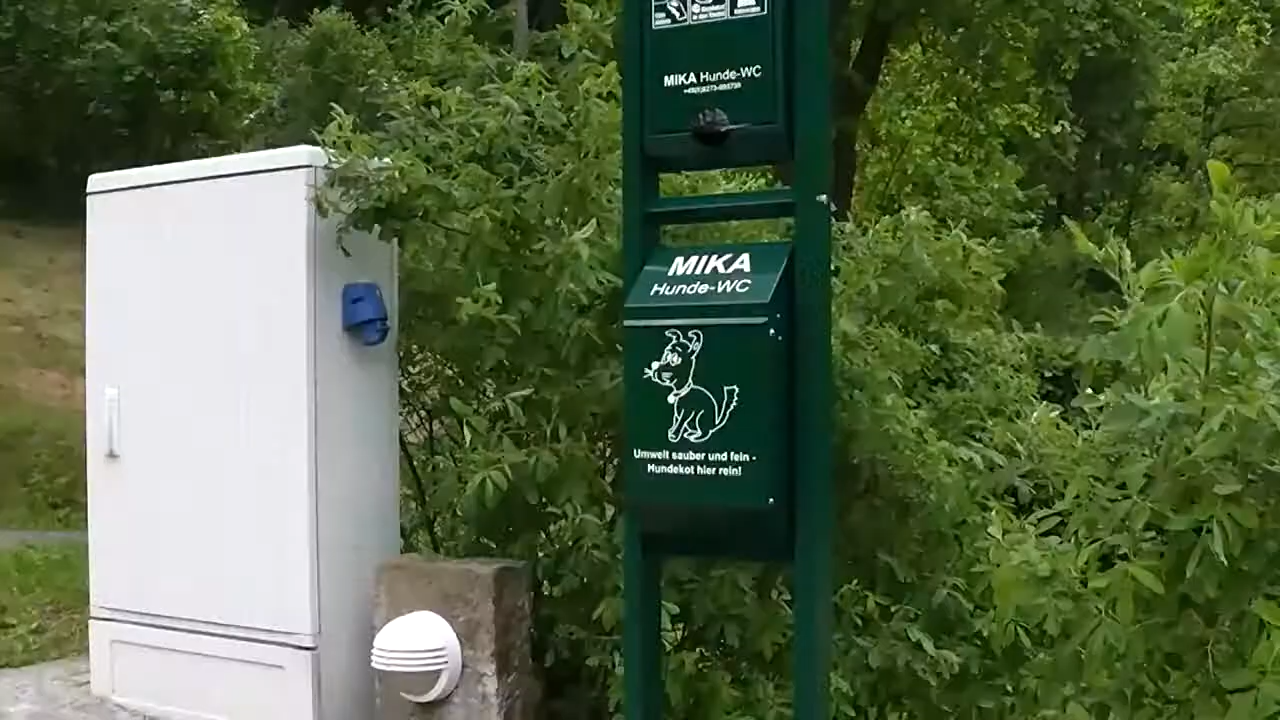 MIKA Hunde-WC
MIKA
Hunde-WC
Umwelt sauber und fein -
Hundekot hier rein!